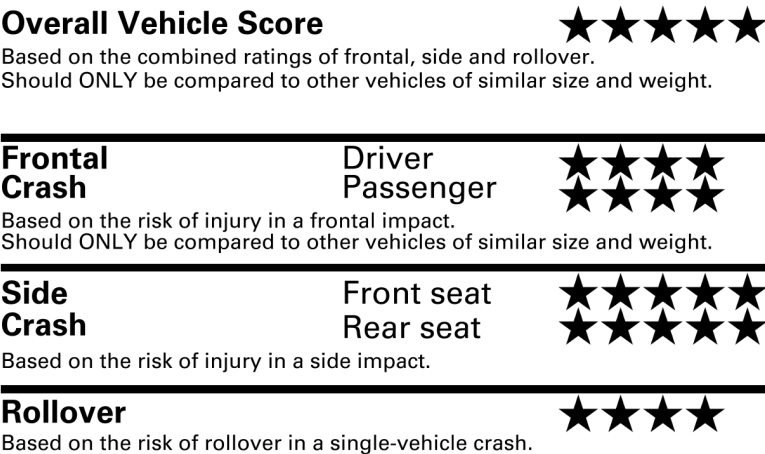 Overall Vehicle Score ★★★★★
Based on the combined ratings of frontal, side and rollover.
Should ONLY be compared to other vehicles of similar size and weight.
Frontal Driver ★★★★
Crash Passenger ★★★★
Based on the risk of injury in a frontal impact.
Should ONLY be compared to other vehicles of similar size and weight.
Side Front seat ★★★★★
Crash Rear seat ★★★★★
Based on the risk of injury in a side impact.
Rollover ★★★★
Based on the risk of rollover in a single-vehicle crash.